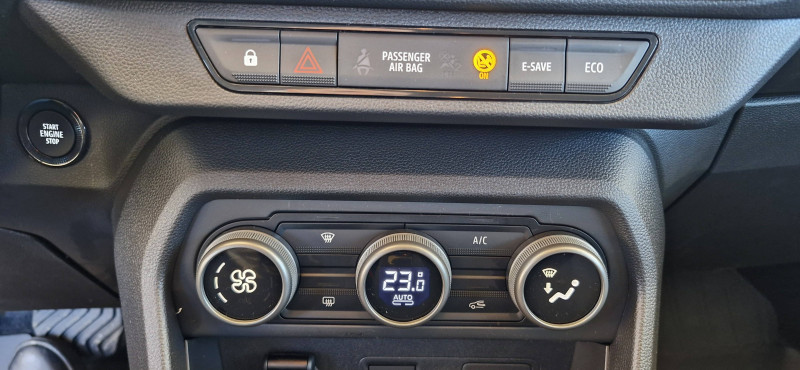 PASSENGER
AIR BAG
ON
E-SAVE
ECO
START
ENGINE
STOP
A/C
23.0
AUTO